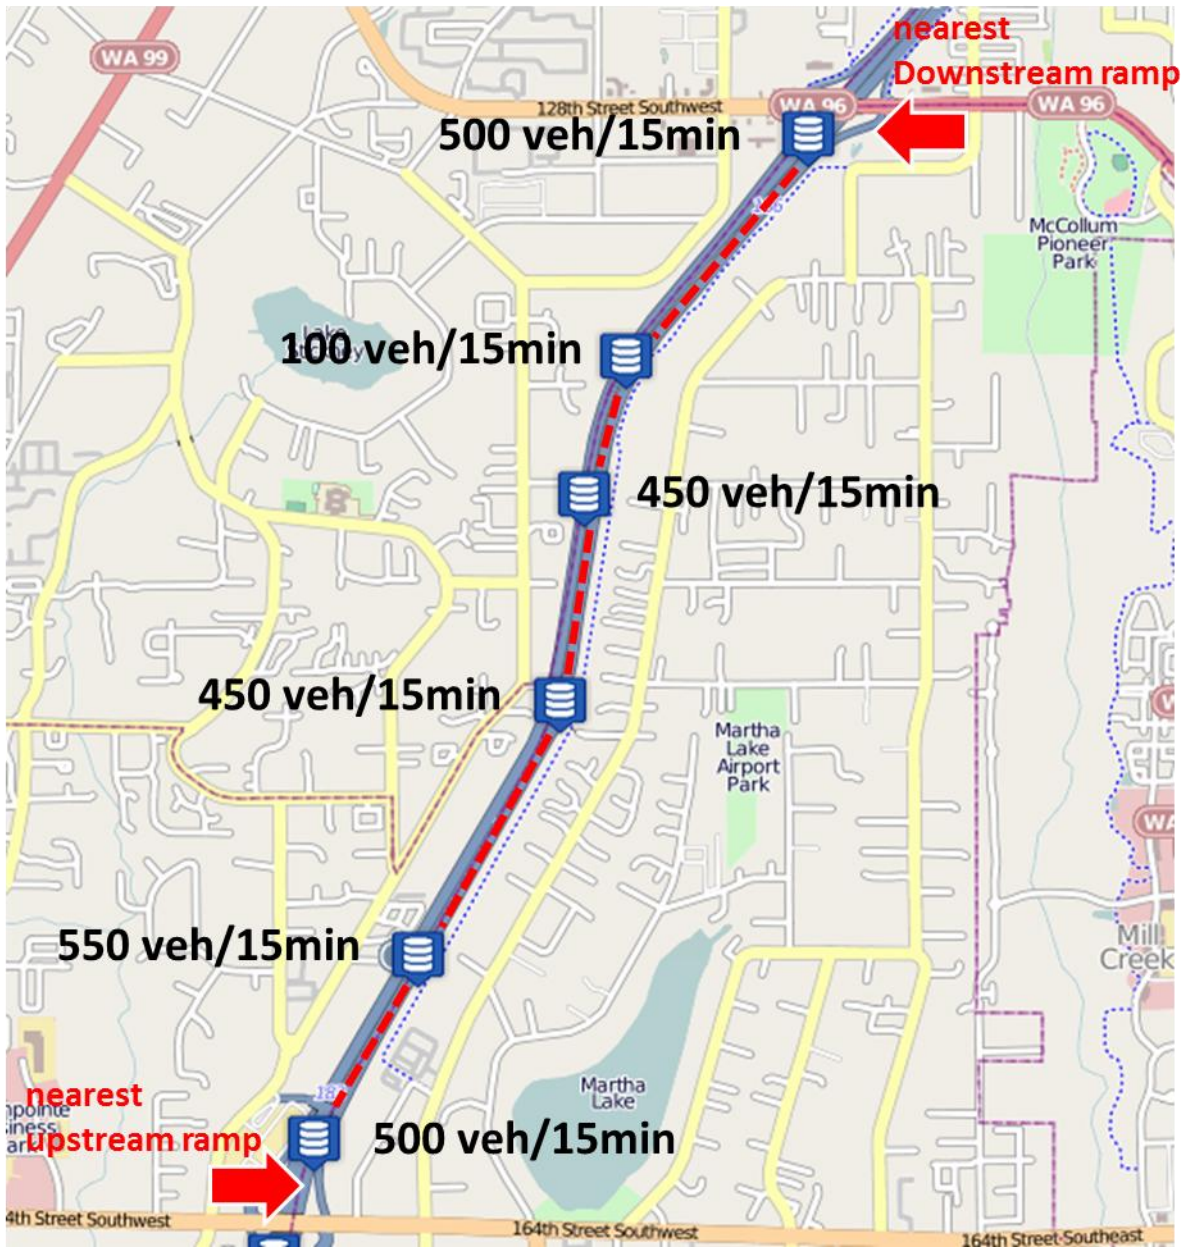 nearest
Downstream ramp
WA 99
128th Street Southwest
WA 96
WA 96
500 veh/15min
McCollum
Pioneer
Park
100 veh/15min
Lake
450 veh/15min
450 veh/15min
Martha
Lake
Airport
Park
550 veh/15min
Mill
Creek
WA
nearest
upstream ramp
Martha
Lake
500 veh/15min
4th Street Southwest
164th Street Southwest
164th Street Southeast